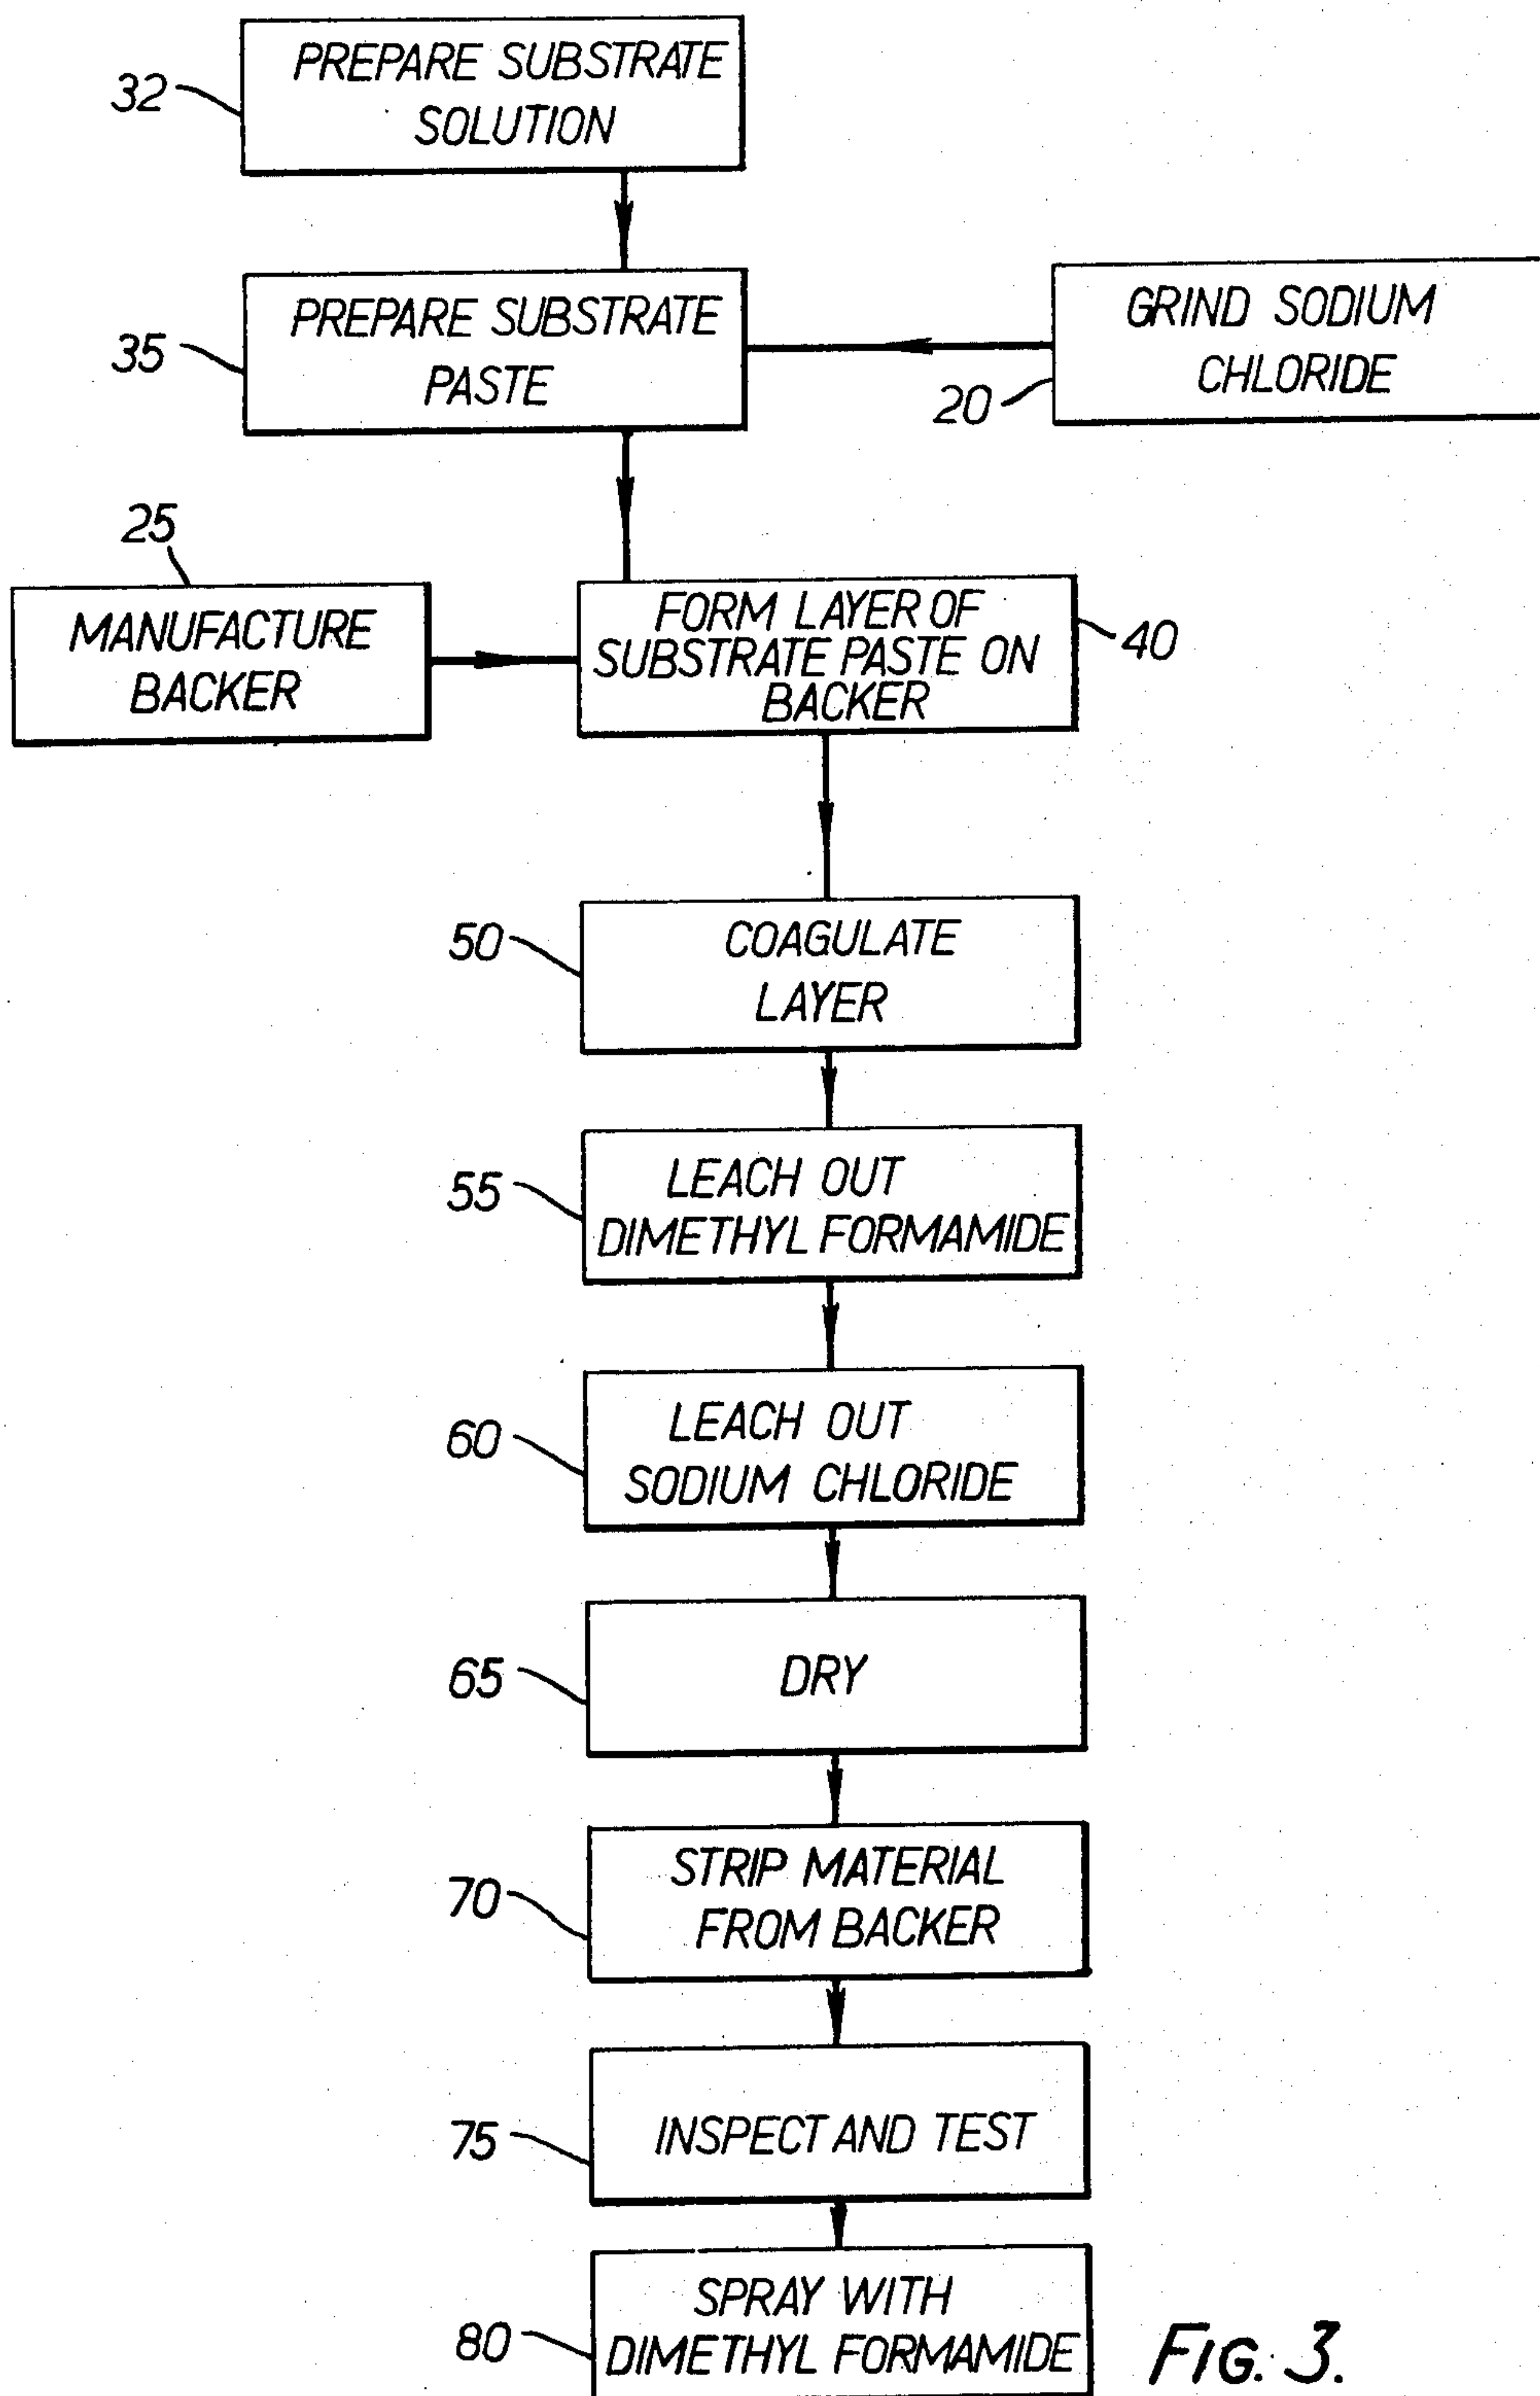 32
PREPARE SUBSTRATE
SOLUTION
35
PREPARE SUBSTRATE
PASTE
GRIND SODIUM
CHLORIDE
20
25
MANUFACTURE
BACKER
FORM LAYER OF
SUBSTRATE PASTE ON
BACKER
40
50
COAGULATE
LAYER
55
LEACH OUT
DIMETHYL FORMAMIDE
60
LEACH OUT
SODIUM CHLORIDE
65
DRY
70
STRIP MATERIAL
FROM BACKER
75
INSPECT AND TEST
80
SPRAY WITH
DIMETHYL FORMAMIDE
FIG. 3.